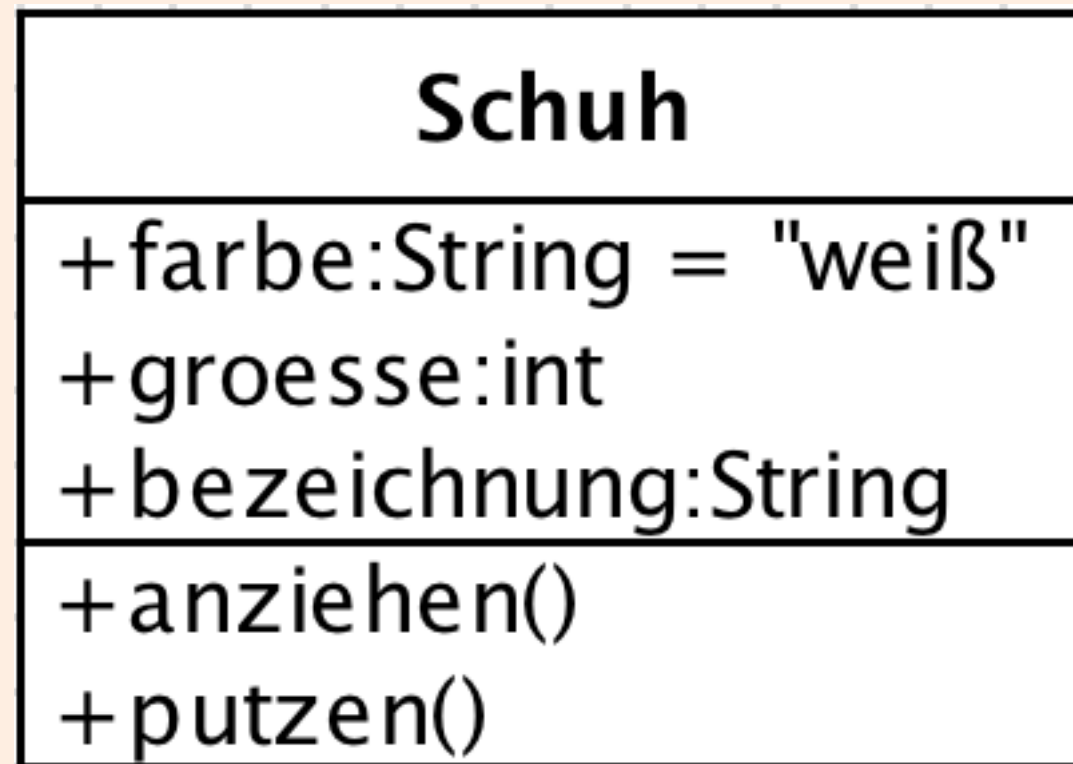 Schuh
+farbe:String = "weiß"
+groesse:int
+bezeichnung:String
+anziehen()
+putzen()